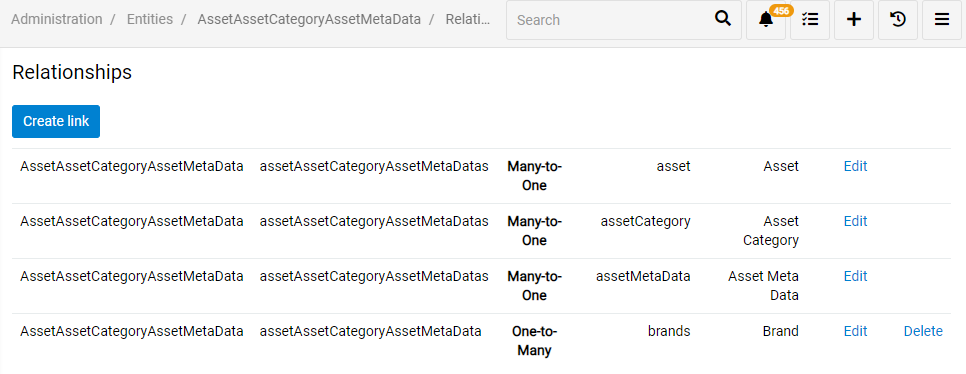 Administration / Entities / AssetAssetCategoryAssetMetaData / Relati...
Search
456
Relationships
Create link
AssetAssetCategoryAssetMetaData assetAssetCategoryAssetMetaDatas Many-to- asset Asset Edit
One
AssetAssetCategoryAssetMetaData assetAssetCategoryAssetMetaDatas Many-to- assetCategory Asset Edit
One Category
AssetAssetCategoryAssetMetaData assetAssetCategoryAssetMetaDatas Many-to- assetMetaData Asset Meta Edit
One Data
AssetAssetCategoryAssetMetaData assetAssetCategoryAssetMetaData One-to- brands Brand Edit Delete
Many